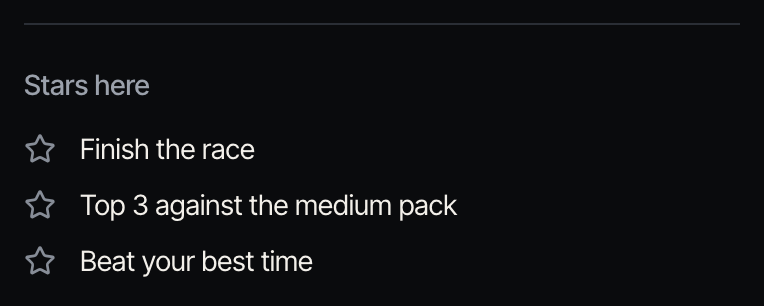 Stars here
Finish the race
Top 3 against the medium pack
Beat your best time